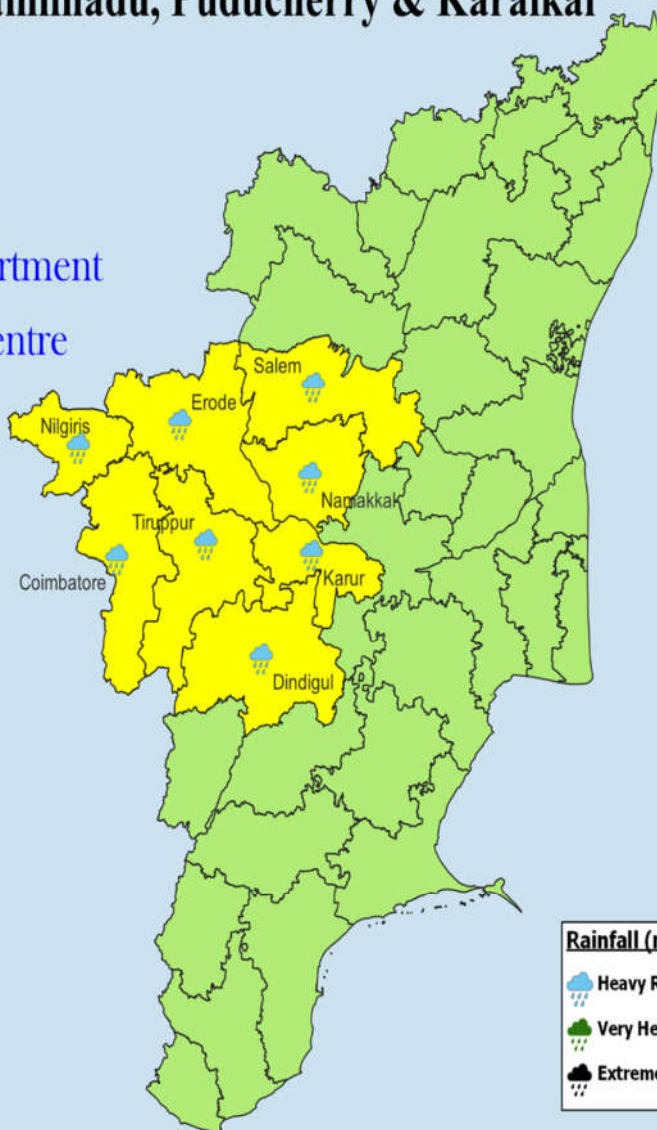 Puducherry & Karaikal
rtment
entre
Salem
Erode
Nilgiris
Namakkal
Tiruppur
Coimbatore
Karur
Dindigul
Rainfall (
Heavy R
Very He
Extreme